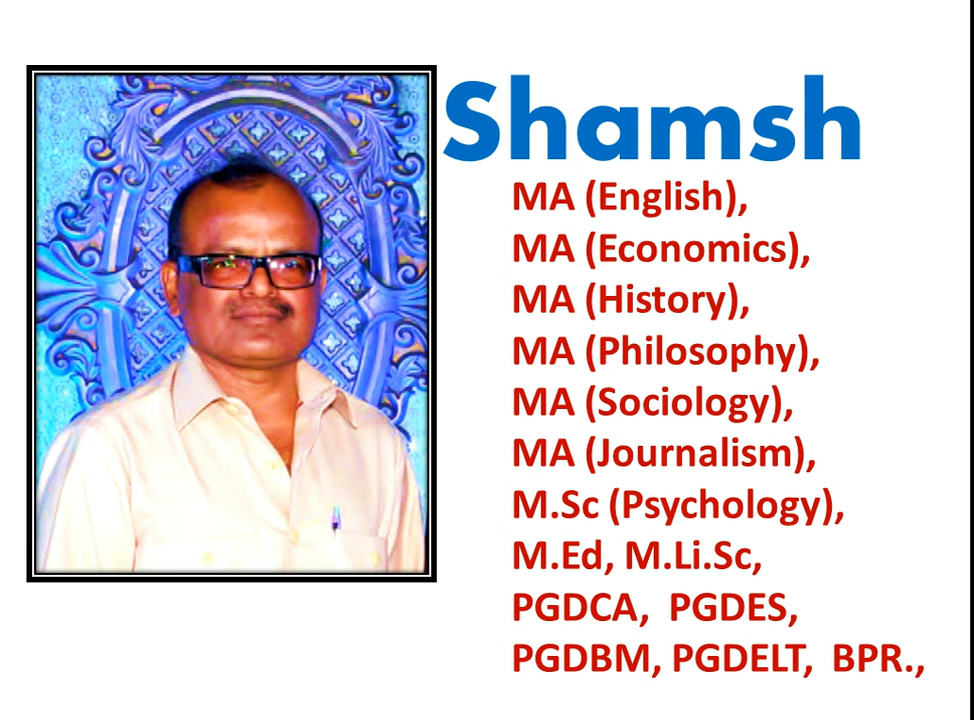 Shamsh
MA (English),
MA (Economics),
MA (History),
MA (Philosophy),
MA (Sociology),
MA (Journalism),
M.Sc (Psychology),
M.Ed, M.Li.Sc,
PGDCA, PGDES,
PGDBM, PGDELT, BPR.,